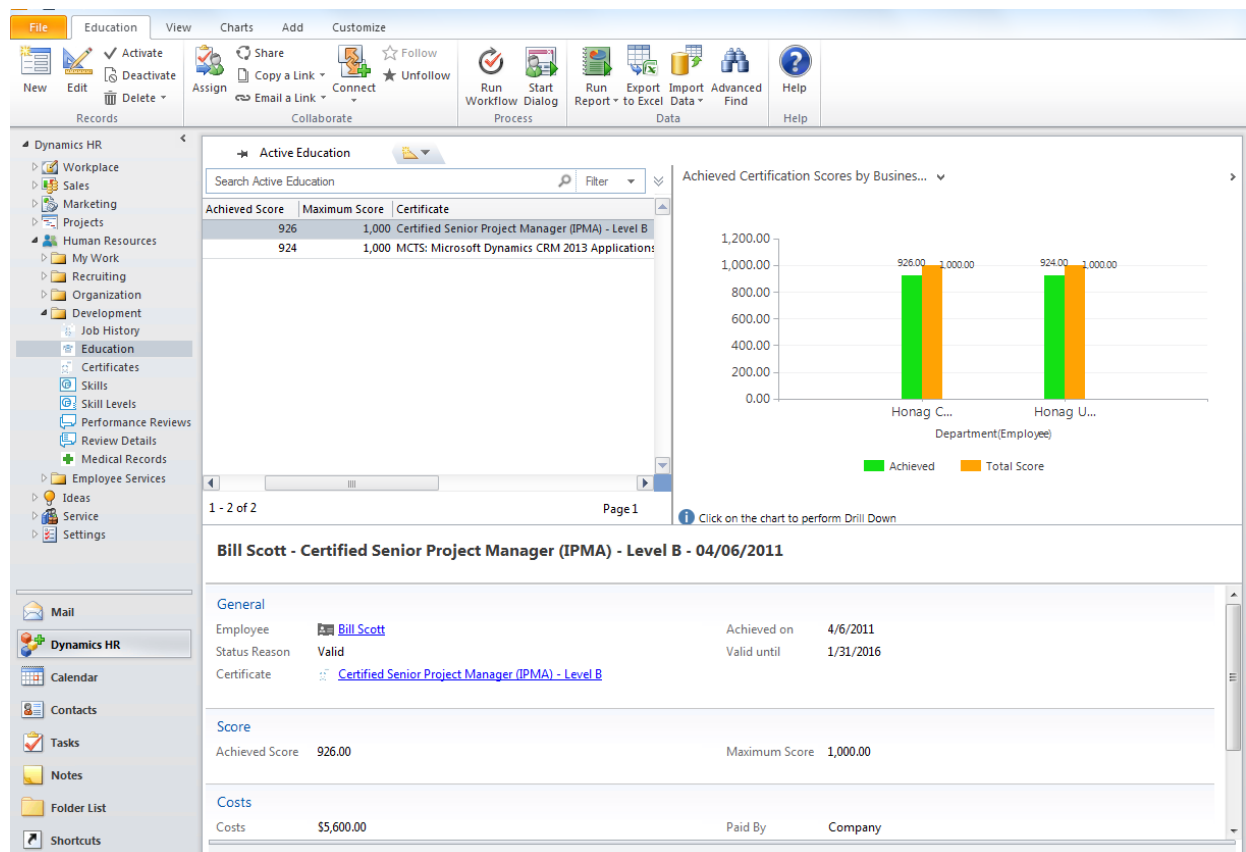 File Education View Charts Add Customize
New Edit Activate Deactivate Delete
Records
Assign Share Copy a Link Email a Link Connect Follow Unfollow
Collaborate
Run Workflow Start Dialog
Process
Run Report Export to Excel Import Data Advanced Find
Data
Help
Help
Dynamics HR
Workplace
Sales
Marketing
Projects
Human Resources
My Work
Recruiting
Organization
Development
Job History
Education
Certificates
Skills
Skill Levels
Performance Reviews
Review Details
Medical Records
Employee Services
Ideas
Service
Settings
Mail
Dynamics HR
Calendar
Contacts
Tasks
Notes
Folder List
Shortcuts
Active Education
Search Active Education Filter
Achieved Score Maximum Score Certificate
926 1,000 Certified Senior Project Manager (IPMA) - Level B
924 1,000 MCTS: Microsoft Dynamics CRM 2013 Applications
1 - 2 of 2 Page1
Achieved Certification Scores by Busines...
1,200.00
1,000.00
800.00
600.00
400.00
200.00
0.00
926.00 1,000.00 924.00 1,000.00
Honag C... Honag U...
Department(Employee)
Achieved Total Score
Click on the chart to perform Drill Down
Bill Scott - Certified Senior Project Manager (IPMA) - Level B - 04/06/2011
General
Employee Bill Scott Achieved on 4/6/2011
Status Reason Valid Valid until 1/31/2016
Certificate Certified Senior Project Manager (IPMA) - Level B
Score
Achieved Score 926.00 Maximum Score 1,000.00
Costs
Costs $5,600.00 Paid By Company